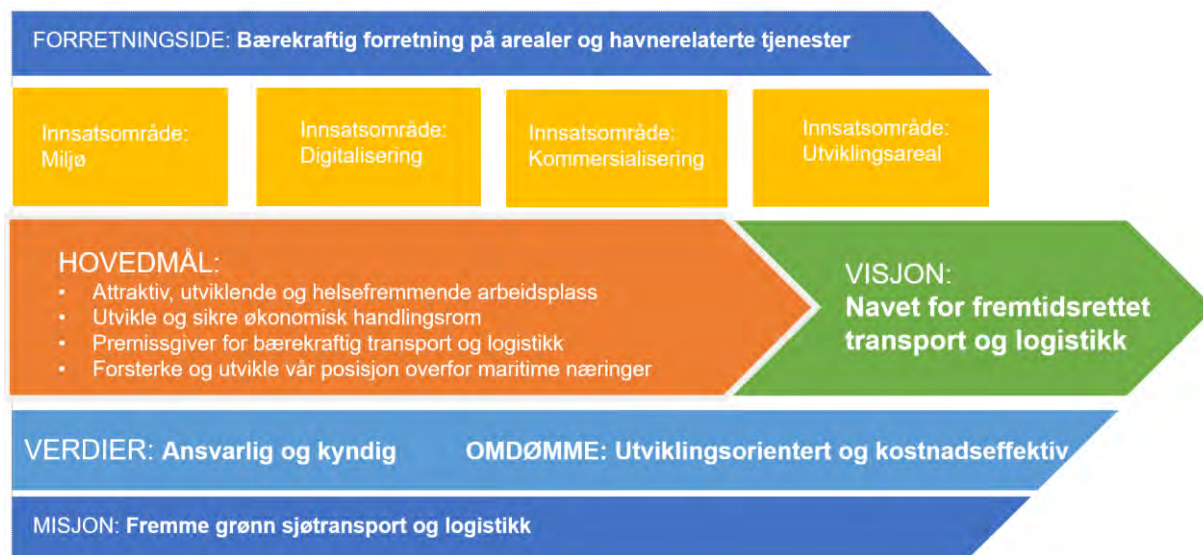 FORRETNINGSIDE: Bærekraftig forretning på arealer og havnerelaterte tjenester
Innsatsområde:
Miljø
Innsatsområde:
Digitalisering
Innsatsområde:
Kommersialisering
Innsatsområde:
Utviklingsareal
HOVEDMÅL:
• Attraktiv, utviklende og helsefremmende arbeidsplass
• Utvikle og sikre økonomisk handlingsrom
• Premissgiver for bærekraftig transport og logistikk
• Forsterke og utvikle vår posisjon overfor maritime næringer
VISJON:
Navet for fremtidsrettet
transport og logistikk
VERDIER: Ansvarlig og kyndig OMDØMME: Utviklingsorientert og kostnadseffektiv
MISJON: Fremme grønn sjøtransport og logistikk